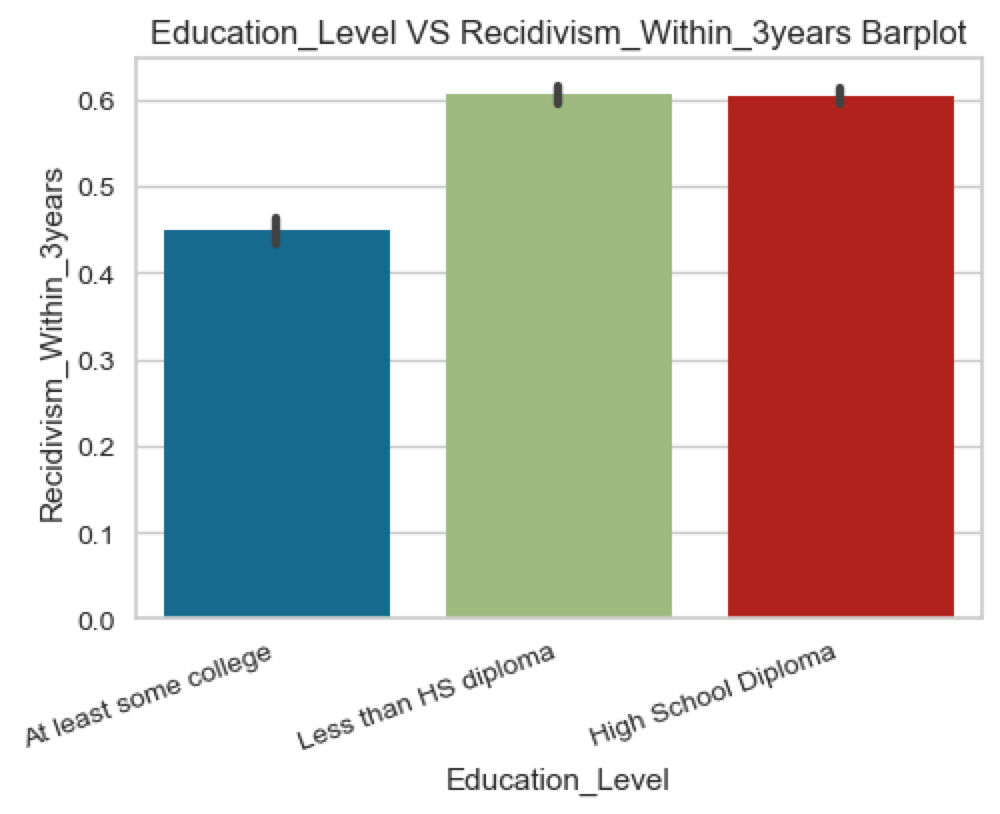 Education_Level VS Recidivism_Within_3years Barplot
Recidivism_Within_3years
0.6
0.5
0.4
0.3
0.2
0.1
0.0
At least some college
Less than HS diploma
High School Diploma
Education_Level